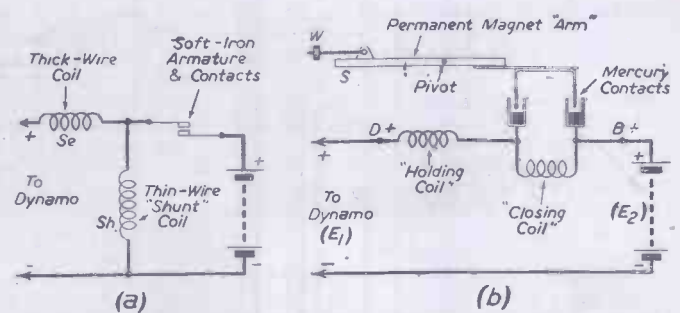 Thick-Wire
Coil
Soft-Iron
Armature
& Contacts
+
Se
To
Dynamo
Thin-Wire
"Shunt"
Coil
Sh.
+
-
-
(a)
W
Permanent Magnet "Arm"
S
Pivot
Mercury
Contacts
D +
B +
+
+
"Holding
Coil"
"Closing
Coil"
To
Dynamo
(E₁)
(E₂)
-
-
(b)